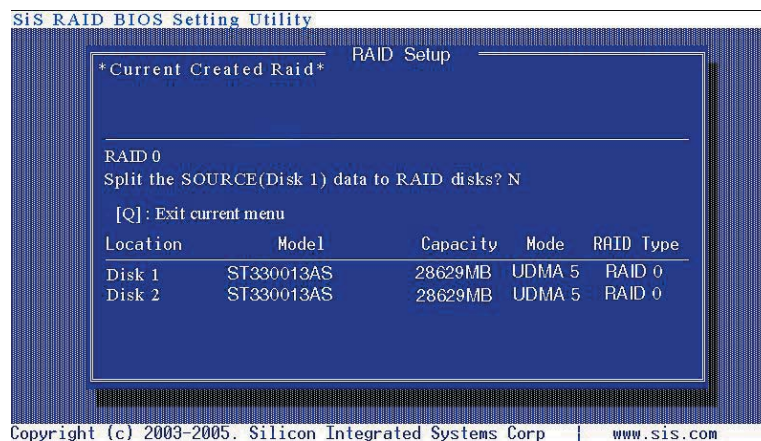 SiS RAID BIOS Setting Utility
RAID Setup
*Current Created Raid*
RAID 0
Split the SOURCE(Disk 1) data to RAID disks? N
[Q] : Exit current menu
Location Model Capacity Mode RAID Type
Disk 1 ST330013AS 28629MB UDMA 5 RAID 0
Disk 2 ST330013AS 28629MB UDMA 5 RAID 0
Copyright (c) 2003-2005. Silicon Integrated Systems Corp | www.sis.com